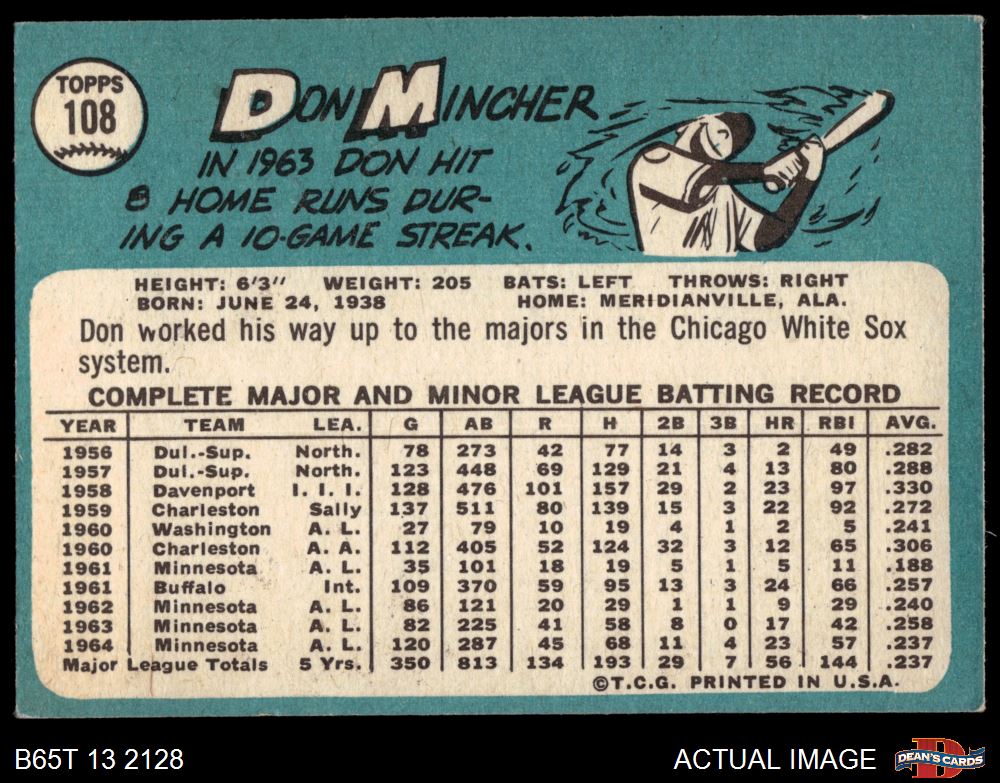 TOPPS
108
DON MINCHER
IN 1963 DON HIT
8 HOME RUNS DUR-
ING A 10-GAME STREAK.
HEIGHT: 6'3" WEIGHT: 205 BATS: LEFT THROWS: RIGHT
BORN: JUNE 24, 1938 HOME: MERIDIANVILLE, ALA.
Don worked his way up to the majors in the Chicago White Sox
system.
COMPLETE MAJOR AND MINOR LEAGUE BATTING RECORD
YEAR TEAM LEA. G AB R H 2B 3B HR RBI AVG.
1956 Dul.-Sup. North. 78 273 42 77 14 3 2 49 .282
1957 Dul.-Sup. North. 123 448 69 129 21 4 13 80 .288
1958 Davenport I. I. I. 128 476 101 157 29 2 23 97 .330
1959 Charleston Sally 137 511 80 139 15 3 22 92 .272
1960 Washington A. L. 27 79 10 19 4 1 2 5 .241
1960 Charleston A. A. 112 405 52 124 32 3 12 65 .306
1961 Minnesota A. L. 35 101 18 19 5 1 5 11 .188
1961 Buffalo Int. 109 370 59 95 13 3 24 66 .257
1962 Minnesota A. L. 86 121 20 29 1 1 9 29 .240
1963 Minnesota A. L. 82 225 41 58 8 0 17 42 .258
1964 Minnesota A. L. 120 287 45 68 11 4 23 57 .237
Major League Totals 5 Yrs. 350 813 134 193 29 7 56 144 .237
©T.C.G. PRINTED IN U.S.A.
B65T 13 2128 ACTUAL IMAGE D DEAN'S CARDS